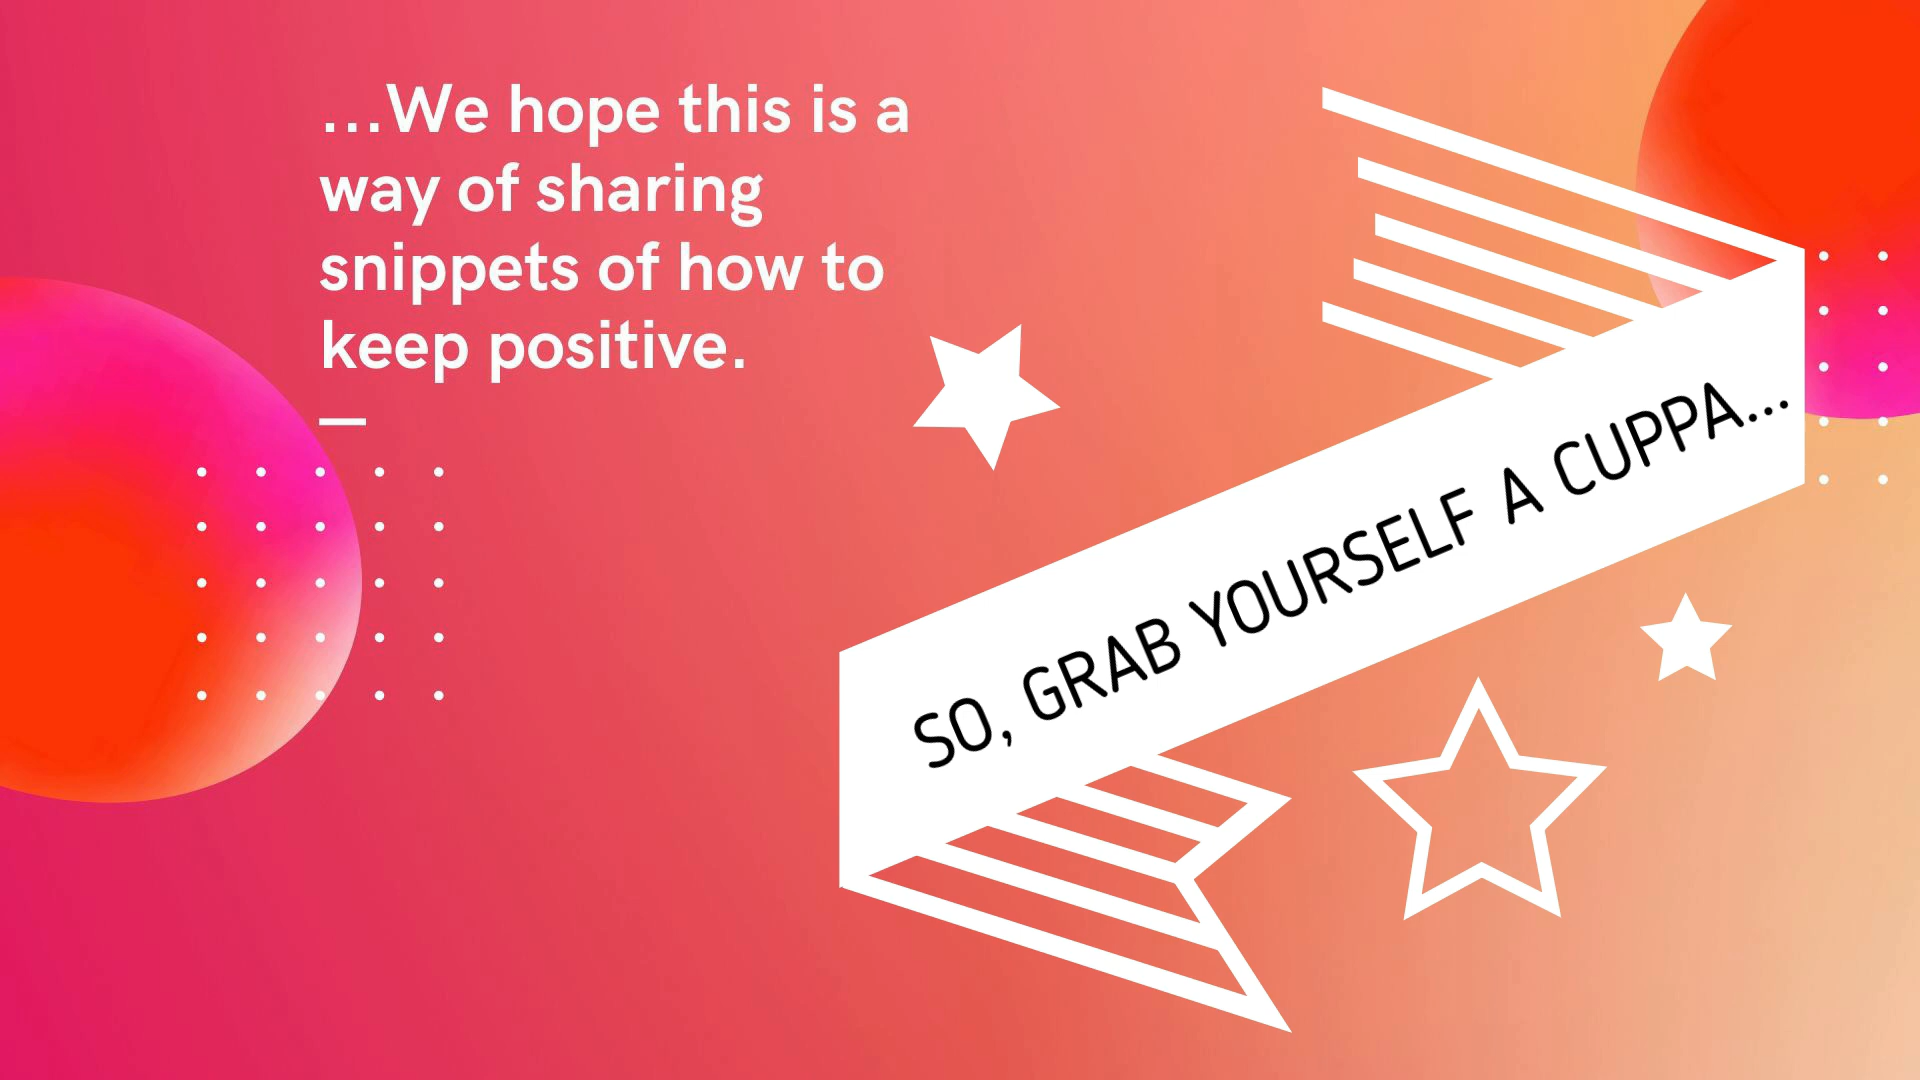 ...We hope this is a
way of sharing
snippets of how to
keep positive.
SO, GRAB YOURSELF A CUPPA...